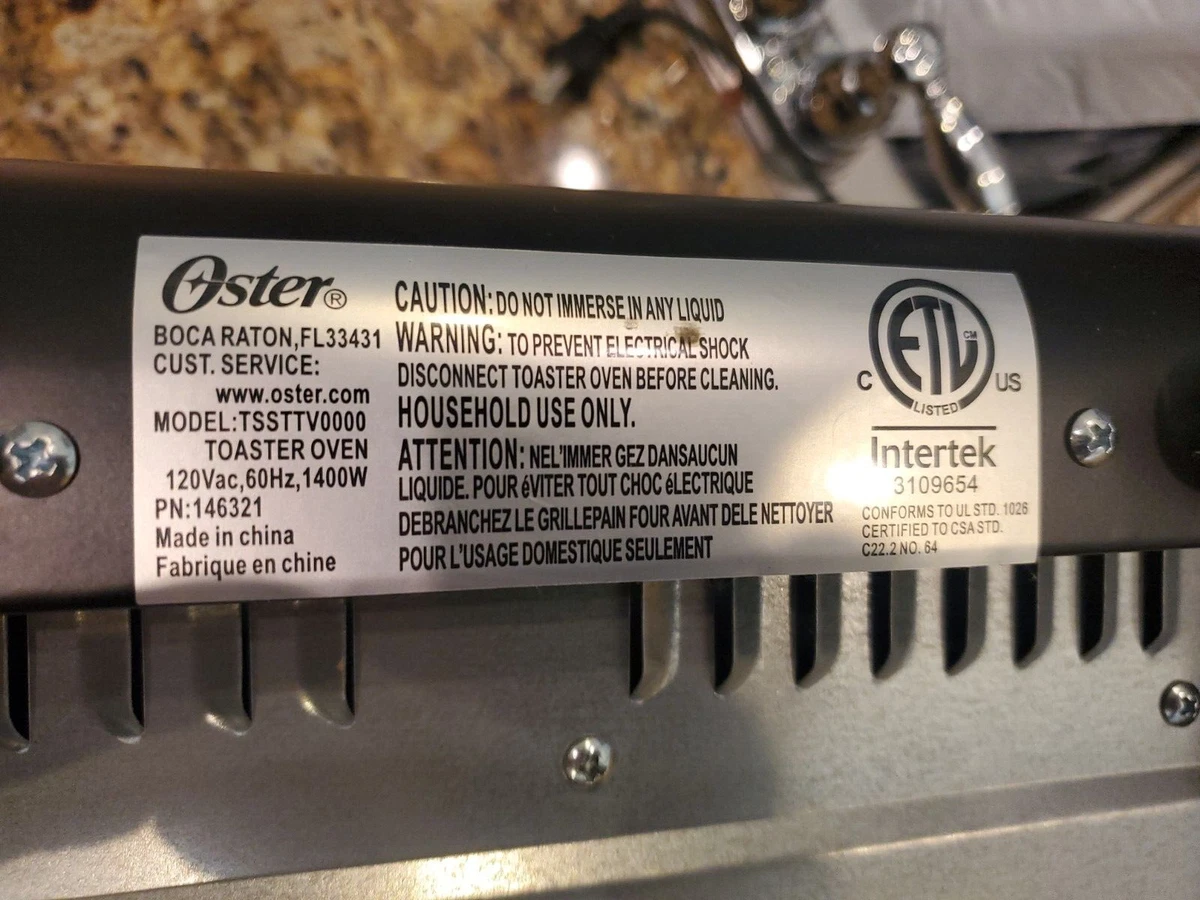 Oster®
BOCA RATON,FL33431
CUST. SERVICE:
www.oster.com
MODEL:TSSTTV0000
TOASTER OVEN
120Vac,60Hz,1400W
PN:146321
Made in china
Fabrique en chine
CAUTION: DO NOT IMMERSE IN ANY LIQUID
WARNING: TO PREVENT ELECTRICAL SHOCK
DISCONNECT TOASTER OVEN BEFORE CLEANING.
HOUSEHOLD USE ONLY.
ATTENTION: NEL'IMMER GEZ DANSAUCUN
LIQUIDE. POUR éVITER TOUT CHOC éLECTRIQUE
DEBRANCHEZ LE GRILLEPAIN FOUR AVANT DELE NETTOYER
POUR L'USAGE DOMESTIQUE SEULEMENT
ETL CM
C US
LISTED
Intertek
3109654
CONFORMS TO UL STD. 1026
CERTIFIED TO CSA STD.
C22.2 NO. 64